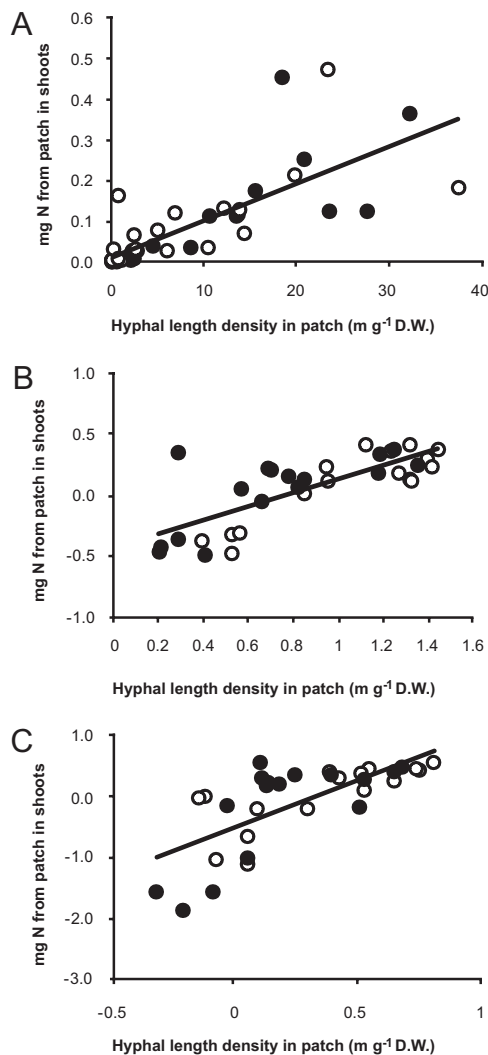 A
0.6
0.5
0.4
0.3
0.2
0.1
0.0
mg N from patch in shoots
0 10 20 30 40
Hyphal length density in patch (m g-1 D.W.)
B
1.0
0.5
0.0
-0.5
-1.0
mg N from patch in shoots
0 0.2 0.4 0.6 0.8 1 1.2 1.4 1.6
Hyphal length density in patch (m g-1 D.W.)
C
1.0
0.0
-1.0
-2.0
-3.0
mg N from patch in shoots
-0.5 0 0.5 1
Hyphal length density in patch (m g-1 D.W.)